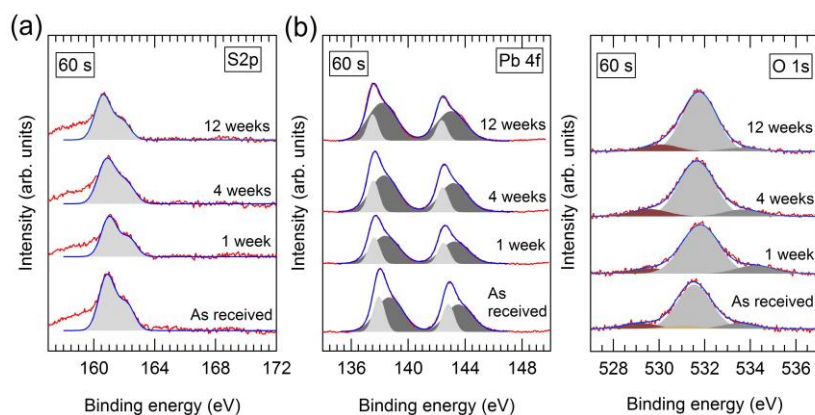 (a)
60 s
S2p
12 weeks
4 weeks
1 week
As received
Intensity (arb. units)
160 164 168 172
Binding energy (eV)
(b)
60 s
Pb 4f
12 weeks
4 weeks
1 week
As
received
Intensity (arb. units)
136 140 144 148
Binding energy (eV)
60 s
O 1s
12 weeks
4 weeks
1 week
As received
Intensity (arb. units)
528 530 532 534 536
Binding energy (eV)